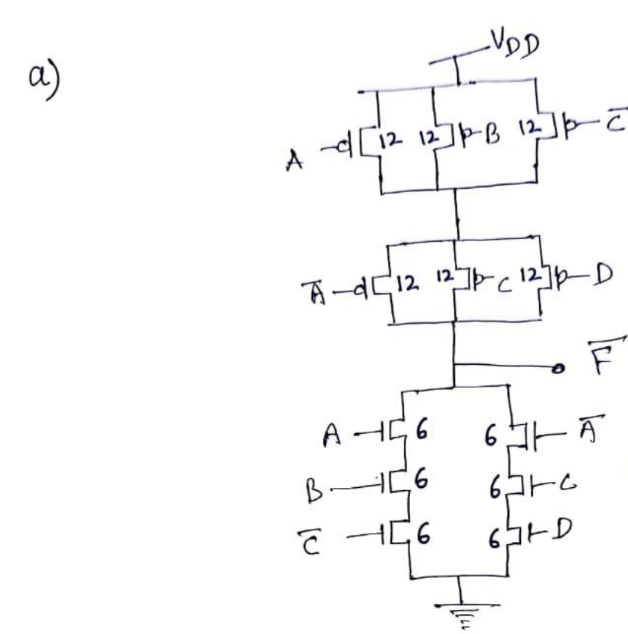 a)
VDD
A 12 12 B 12 C̅
A̅ 12 12 C 12 D
F̅
A 6 6 A̅
B 6 6 C
C̅ 6 6 D